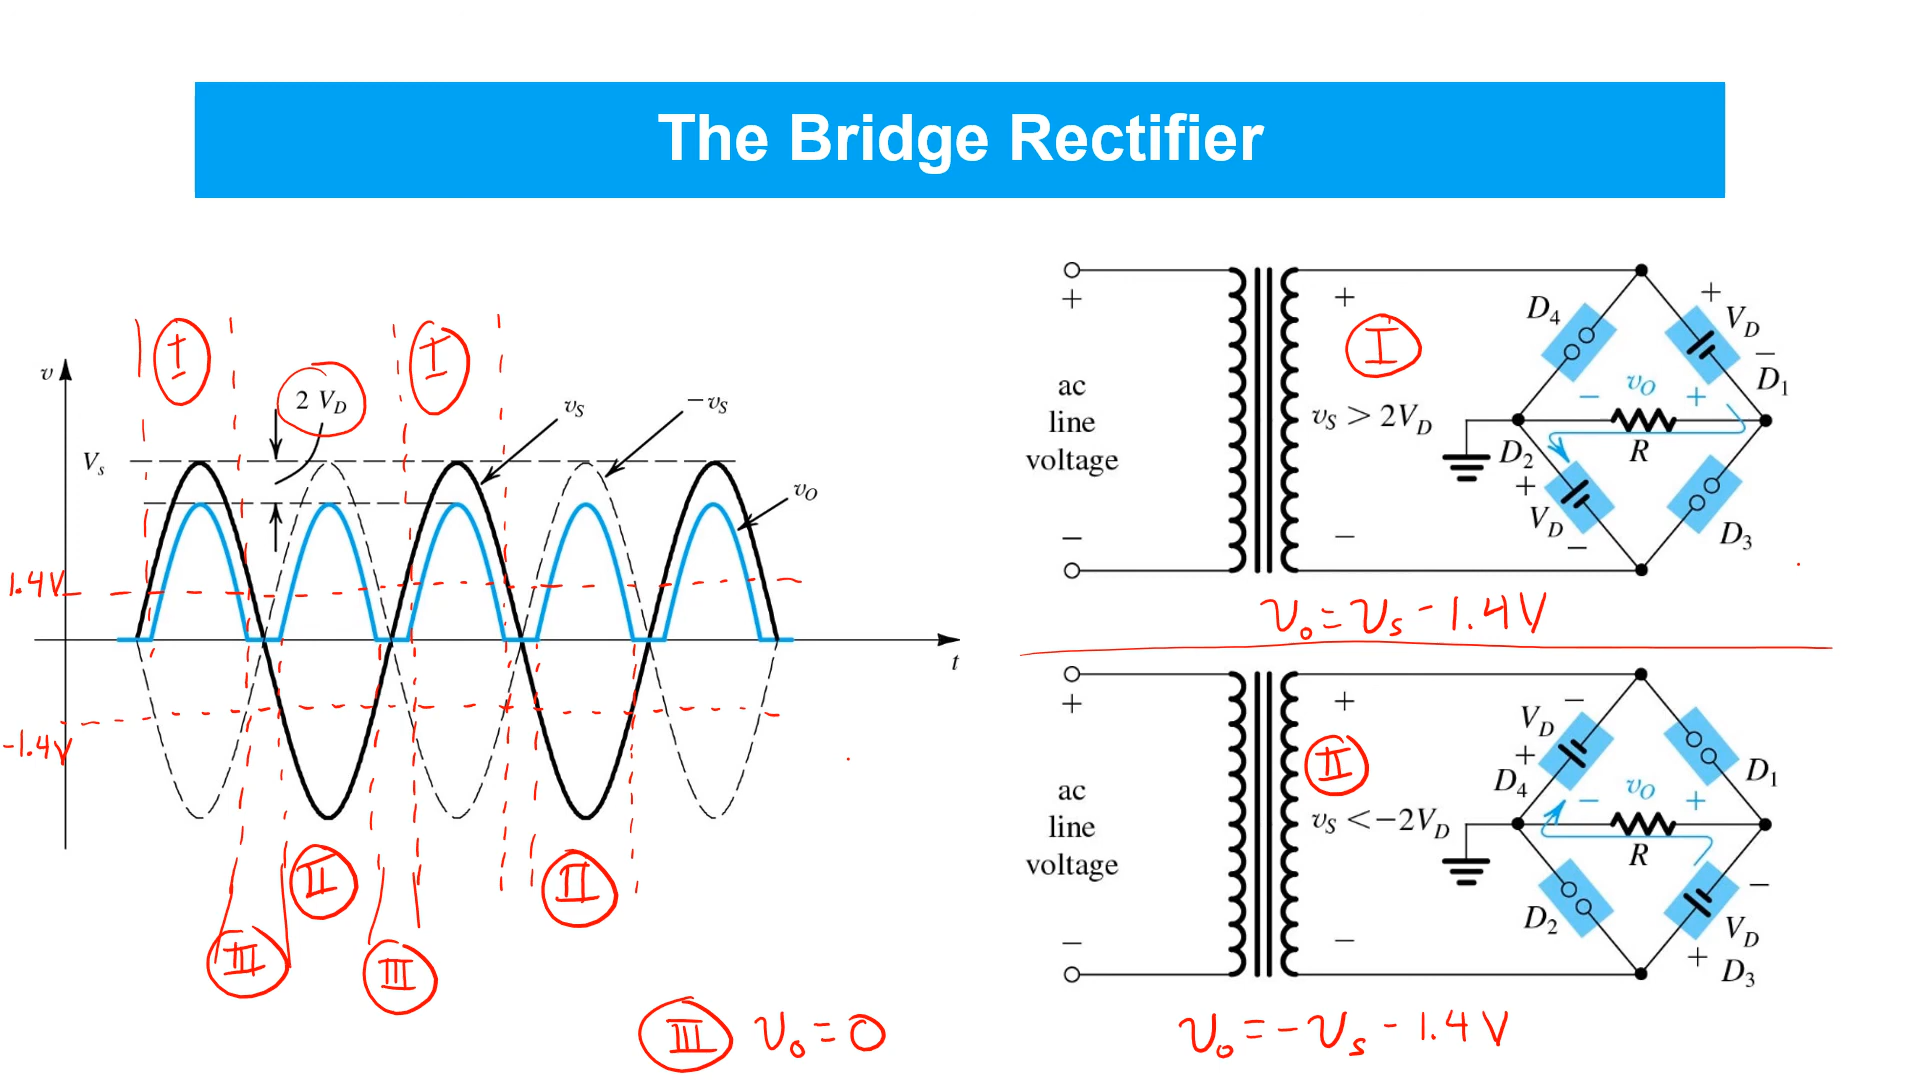 The Bridge Rectifier
I
I
v
2 V_D
v_S
−v_S
V_s
v_O
1.4V
t
−1.4V
II
II
III
III
III v_o = 0
+
+
I
D_4
+
V_D
−
D_1
ac
line
voltage
v_S > 2V_D
−
v_O
+
R
D_2
+
V_D
−
D_3
−
−
v_o = v_s - 1.4V
+
+
II
V_D
−
+
D_4
D_1
ac
line
voltage
v_S < −2V_D
−
v_O
+
R
D_2
−
V_D
+
D_3
−
−
v_o = - v_s - 1.4V